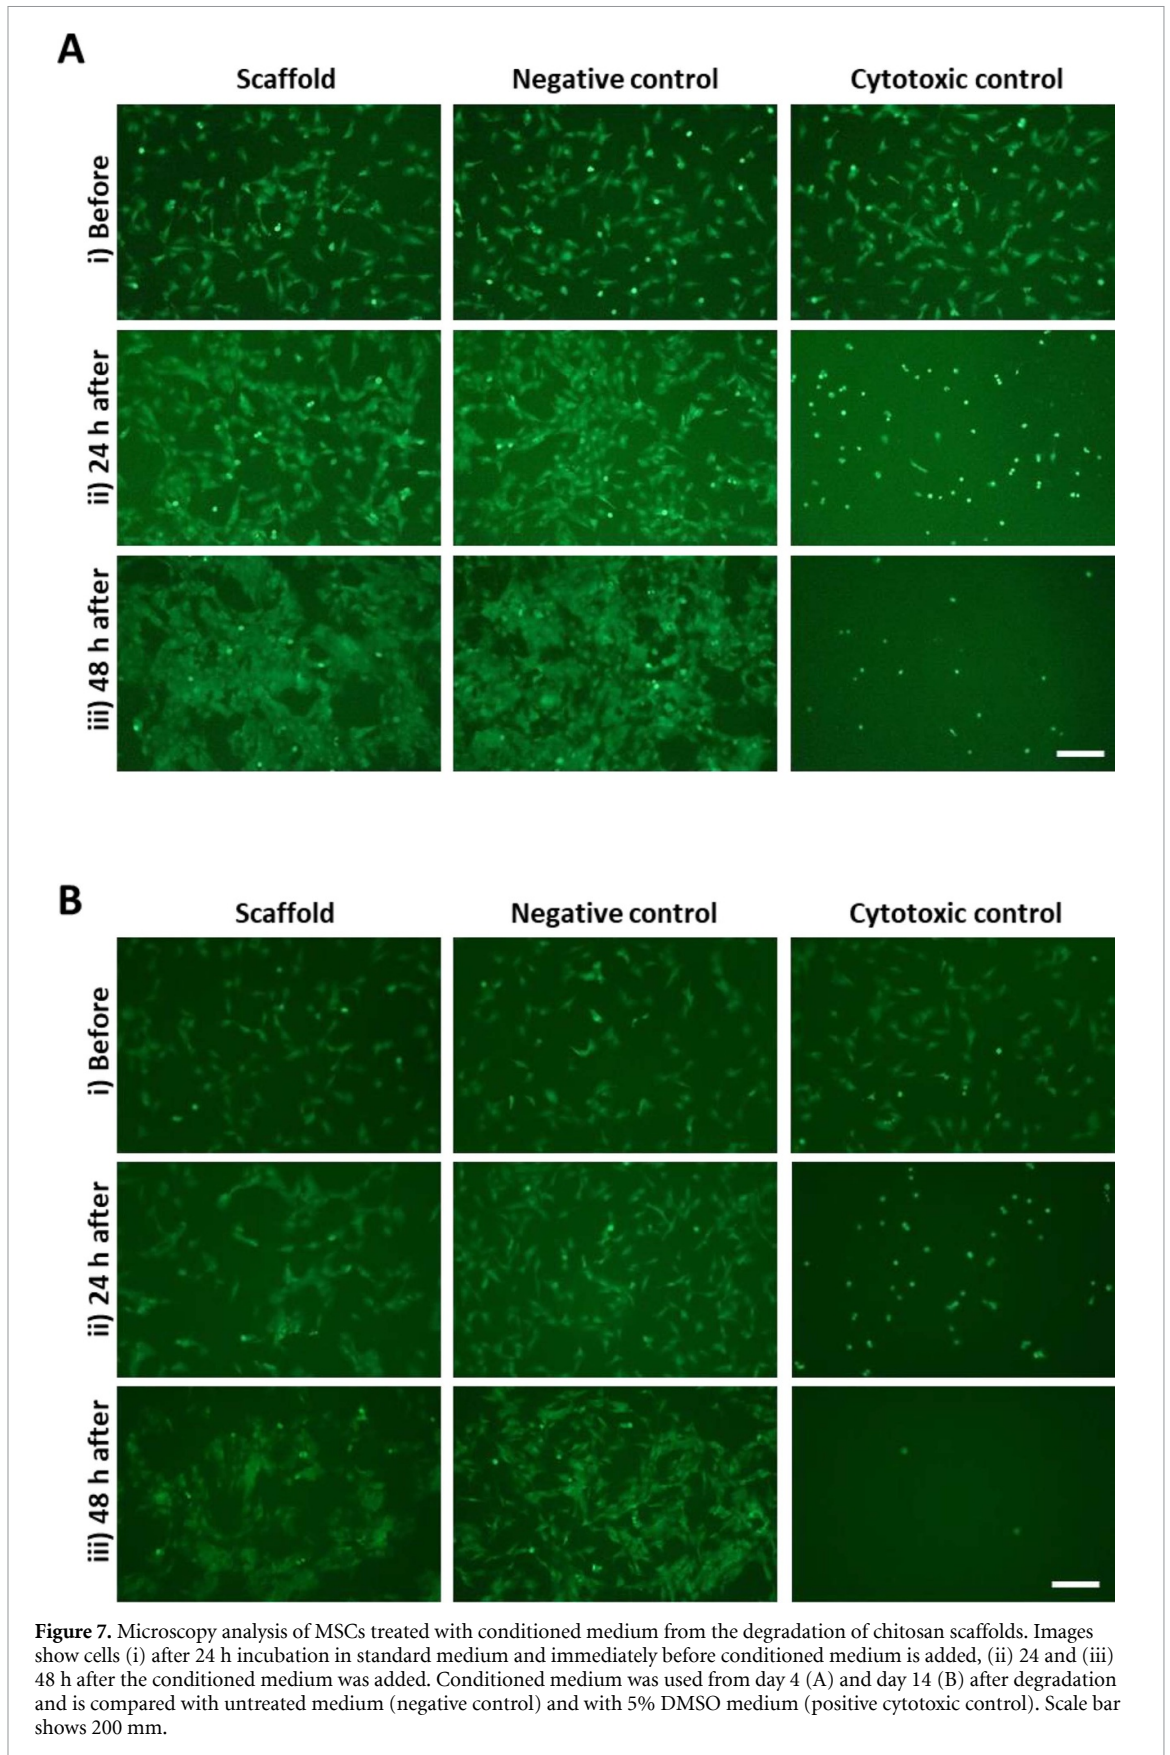 A
Scaffold
Negative control
Cytotoxic control
i) Before
ii) 24 h after
iii) 48 h after
B
Scaffold
Negative control
Cytotoxic control
i) Before
ii) 24 h after
iii) 48 h after
Figure 7. Microscopy analysis of MSCs treated with conditioned medium from the degradation of chitosan scaffolds. Images
show cells (i) after 24 h incubation in standard medium and immediately before conditioned medium is added, (ii) 24 and (iii)
48 h after the conditioned medium was added. Conditioned medium was used from day 4 (A) and day 14 (B) after degradation
and is compared with untreated medium (negative control) and with 5% DMSO medium (positive cytotoxic control). Scale bar
shows 200 mm.